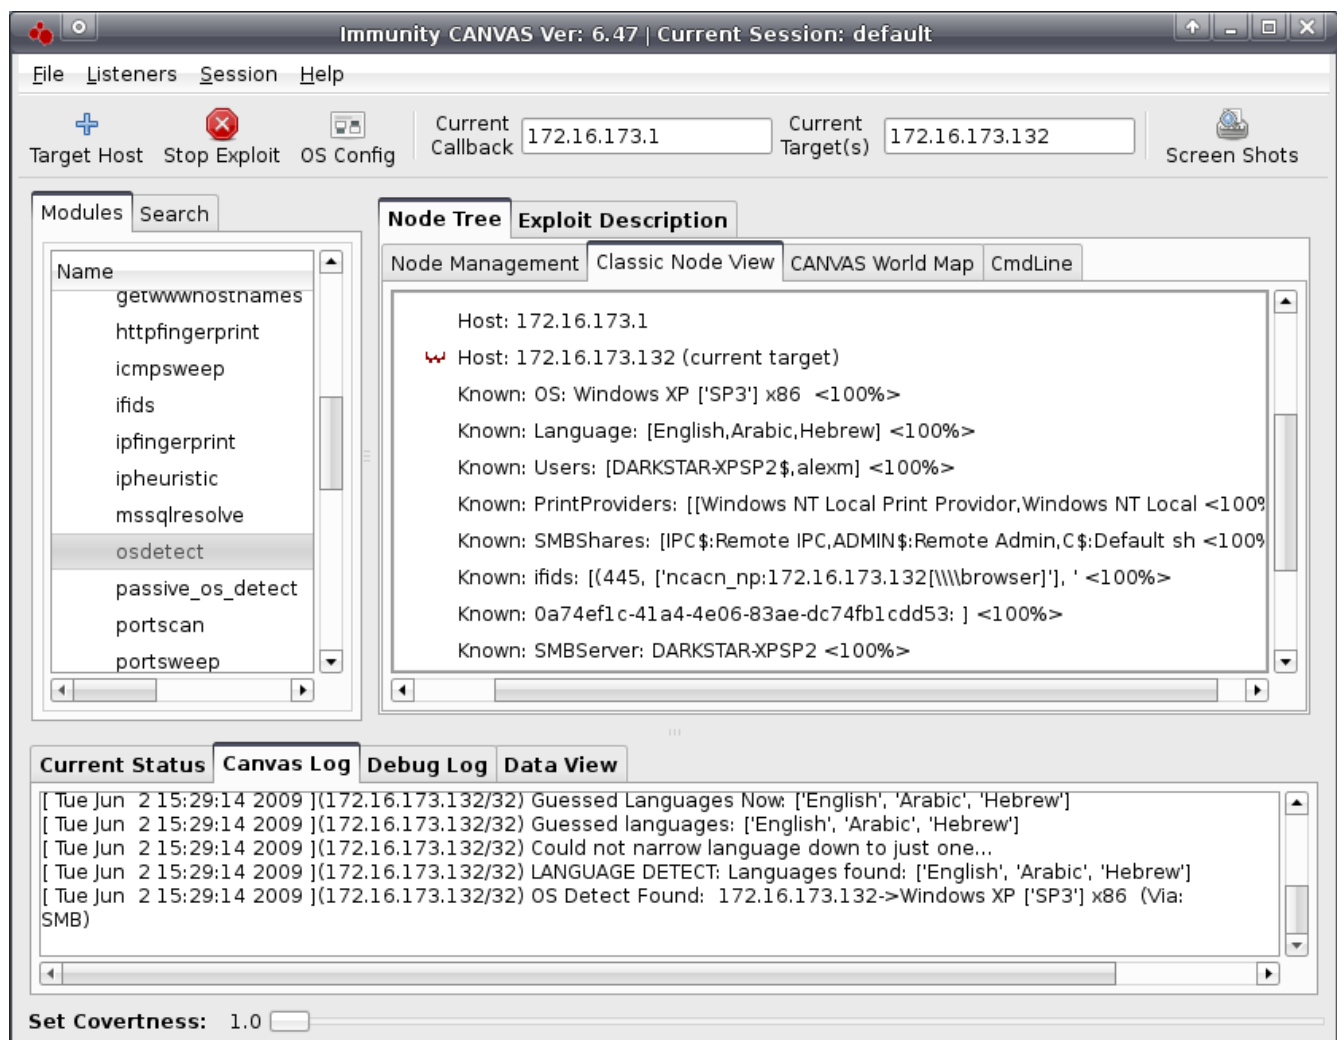 Immunity CANVAS Ver: 6.47 | Current Session: default
File Listeners Session Help
Target Host
Stop Exploit
OS Config
Current Callback
172.16.173.1
Current Target(s)
172.16.173.132
Screen Shots
Modules Search
Name
getwwwhostnames
httpfingerprint
icmpsweep
ifids
ipfingerprint
ipheuristic
mssqlresolve
osdetect
passive_os_detect
portscan
portsweep
Node Tree Exploit Description
Node Management Classic Node View CANVAS World Map CmdLine
Host: 172.16.173.1
Host: 172.16.173.132 (current target)
Known: OS: Windows XP ['SP3'] x86 <100%>
Known: Language: [English,Arabic,Hebrew] <100%>
Known: Users: [DARKSTAR-XPSP2$,alexm] <100%>
Known: PrintProviders: [[Windows NT Local Print Providor,Windows NT Local <100%
Known: SMBShares: [IPC$:Remote IPC,ADMIN$:Remote Admin,C$:Default sh <100%
Known: ifids: [(445, ['ncacn_np:172.16.173.132[\\\\browser]'], ' <100%>
Known: 0a74ef1c-41a4-4e06-83ae-dc74fb1cdd53: ] <100%>
Known: SMBServer: DARKSTAR-XPSP2 <100%>
Current Status Canvas Log Debug Log Data View
[ Tue Jun 2 15:29:14 2009 ](172.16.173.132/32) Guessed Languages Now: ['English', 'Arabic', 'Hebrew']
[ Tue Jun 2 15:29:14 2009 ](172.16.173.132/32) Guessed languages: ['English', 'Arabic', 'Hebrew']
[ Tue Jun 2 15:29:14 2009 ](172.16.173.132/32) Could not narrow language down to just one...
[ Tue Jun 2 15:29:14 2009 ](172.16.173.132/32) LANGUAGE DETECT: Languages found: ['English', 'Arabic', 'Hebrew']
[ Tue Jun 2 15:29:14 2009 ](172.16.173.132/32) OS Detect Found: 172.16.173.132->Windows XP ['SP3'] x86 (Via:
SMB)
Set Covertness: 1.0